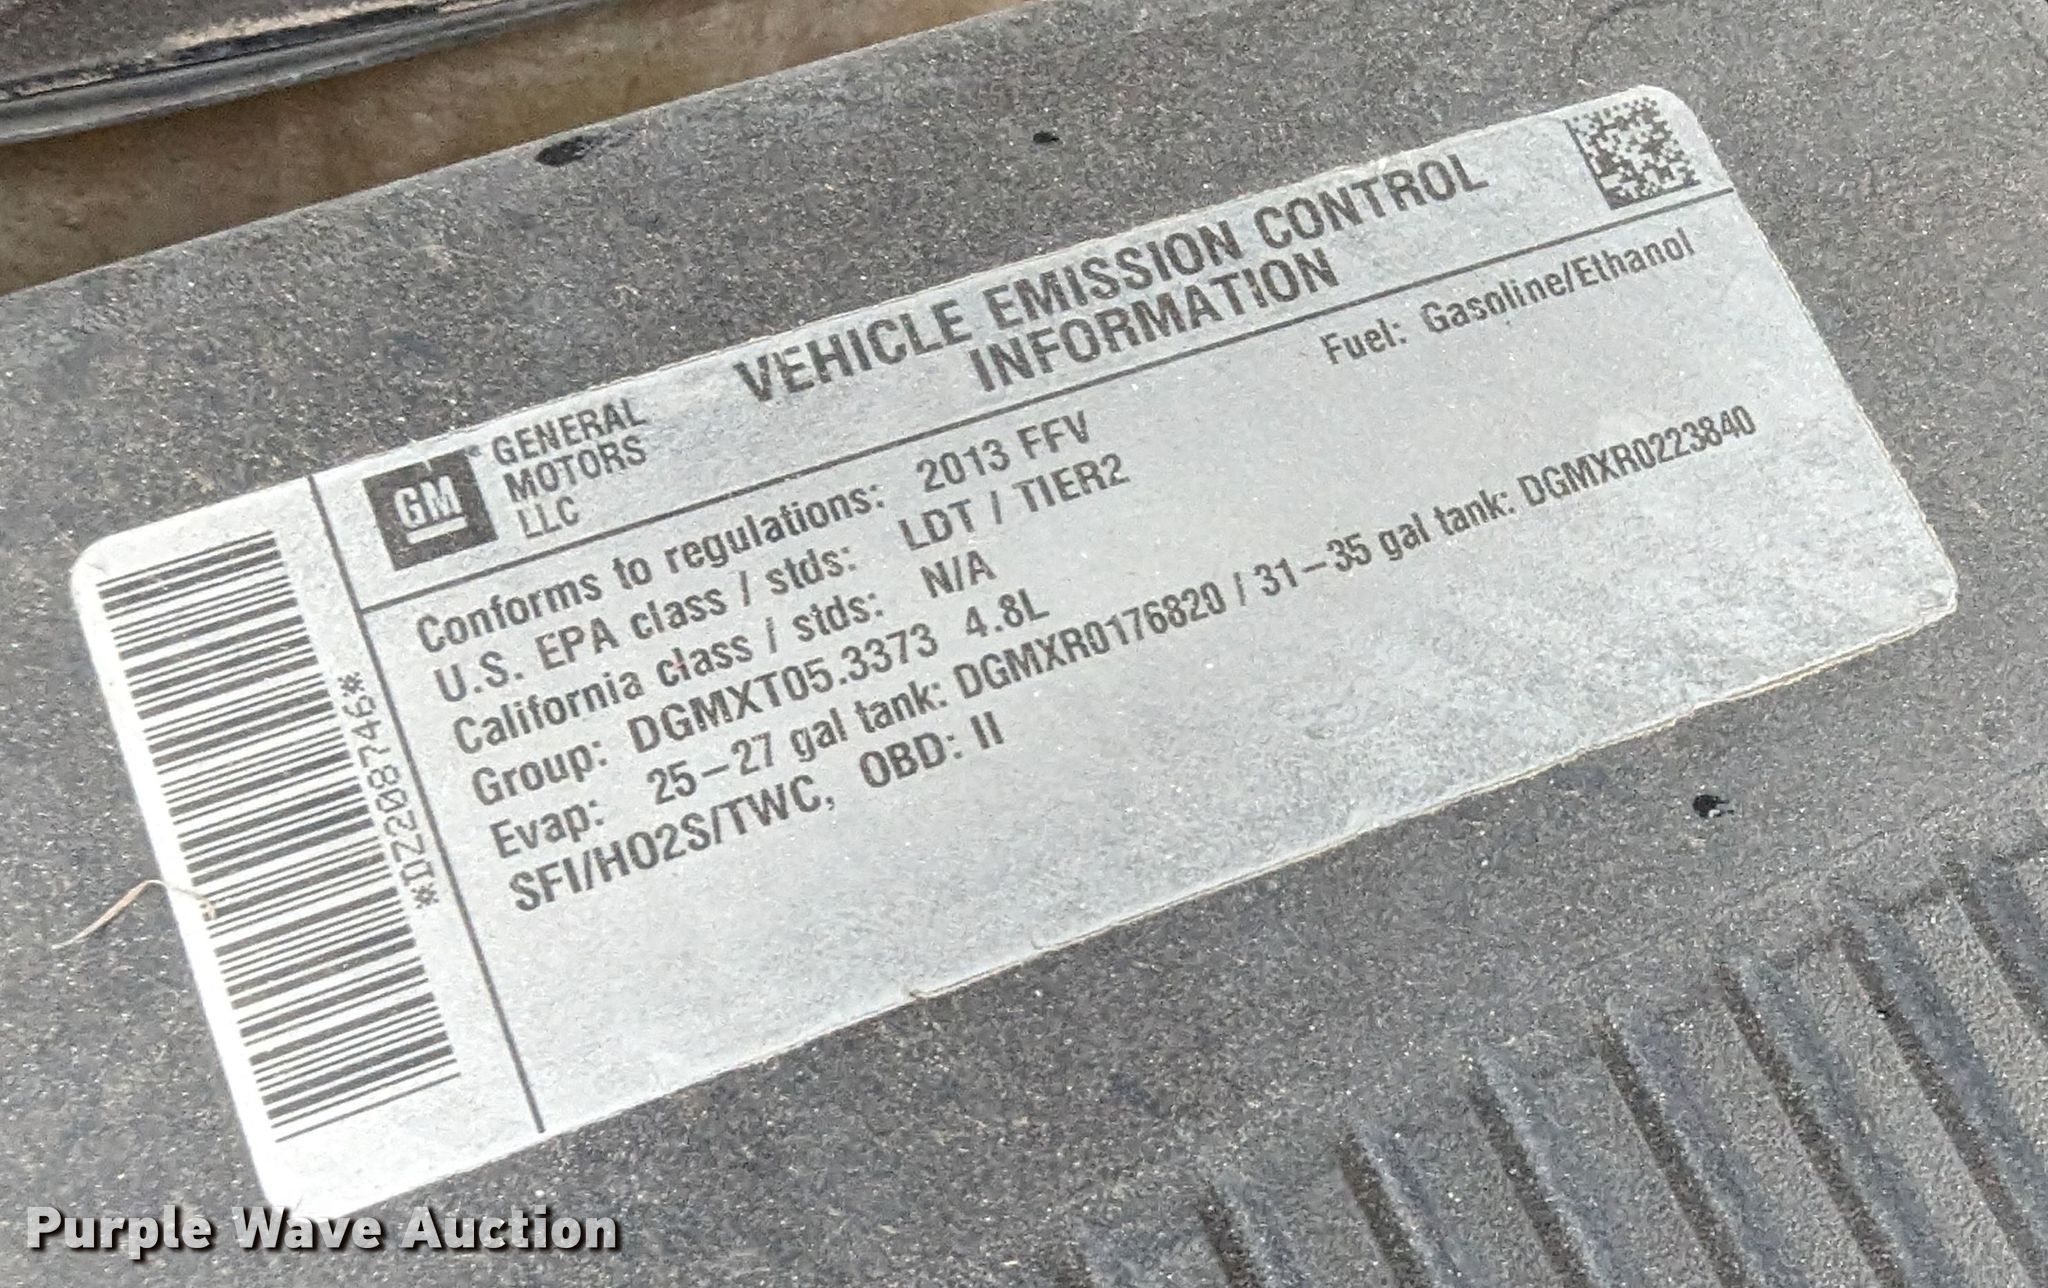 GM
GENERAL
MOTORS
LLC
VEHICLE EMISSION CONTROL
INFORMATION
Fuel: Gasoline/Ethanol
Conforms to regulations: 2013 FFV
U.S. EPA class / stds: LDT / TIER2
California class / stds: N/A
Group: DGMXT05.3373 4.8L
Evap: 25-27 gal tank: DGMXR0176820 / 31-35 gal tank: DGMXR0223840
SFI/HO2S/TWC, OBD: II
*DZ2208746*
Purple Wave Auction